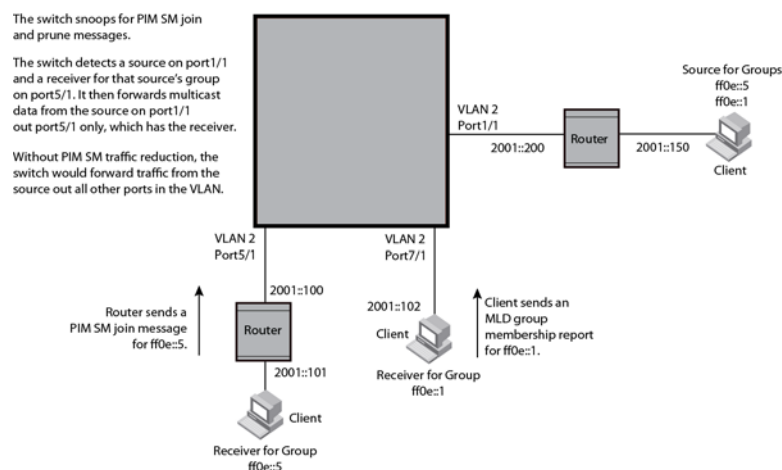 The switch snoops for PIM SM join
and prune messages.
The switch detects a source on port1/1
and a receiver for that source's group
on port5/1. It then forwards multicast
data from the source on port1/1
out port5/1 only, which has the receiver.
Without PIM SM traffic reduction, the
switch would forward traffic from the
source out all other ports in the VLAN.
Source for Groups
ff0e::5
ff0e::1
VLAN 2
Port1/1
2001::200
Router
2001::150
Client
VLAN 2
Port5/1
VLAN 2
Port7/1
2001::100
Router sends a
PIM SM join message
for ff0e::5.
Router
2001::101
Client
Receiver for Group
ff0e::5
2001::102
Client
Receiver for Group
ff0e::1
Client sends an
MLD group
membership report
for ff0e::1.